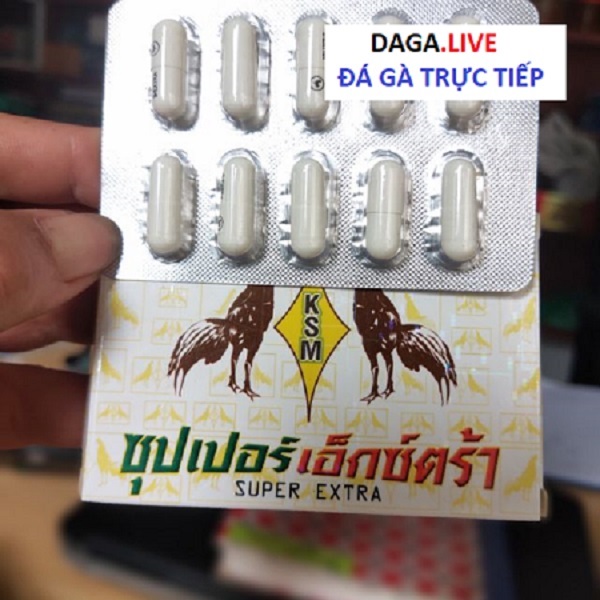 DAGA.LIVE
ĐÁ GÀ TRỰC TIẾP
KSM
ซุปเปอร์เอ็กซ์ตร้า
SUPER EXTRA